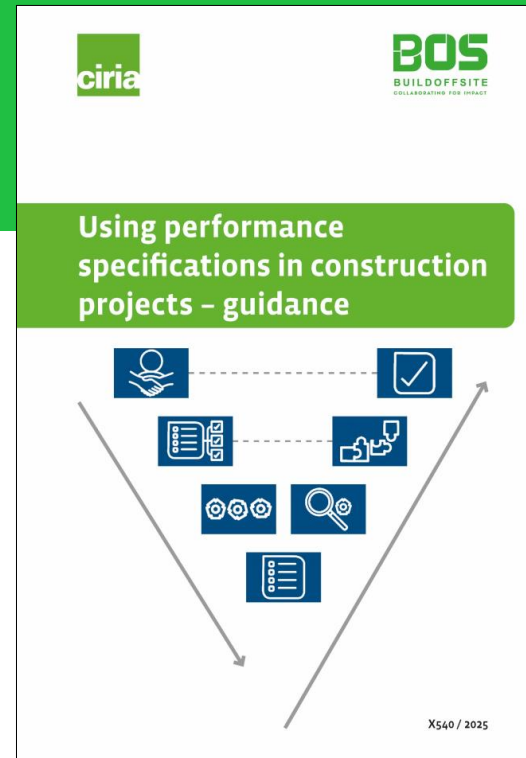 ciria
BOS
BUILDOFFSITE
COLLABORATING FOR IMPACT
Using performance
specifications in construction
projects – guidance
X540 / 2025